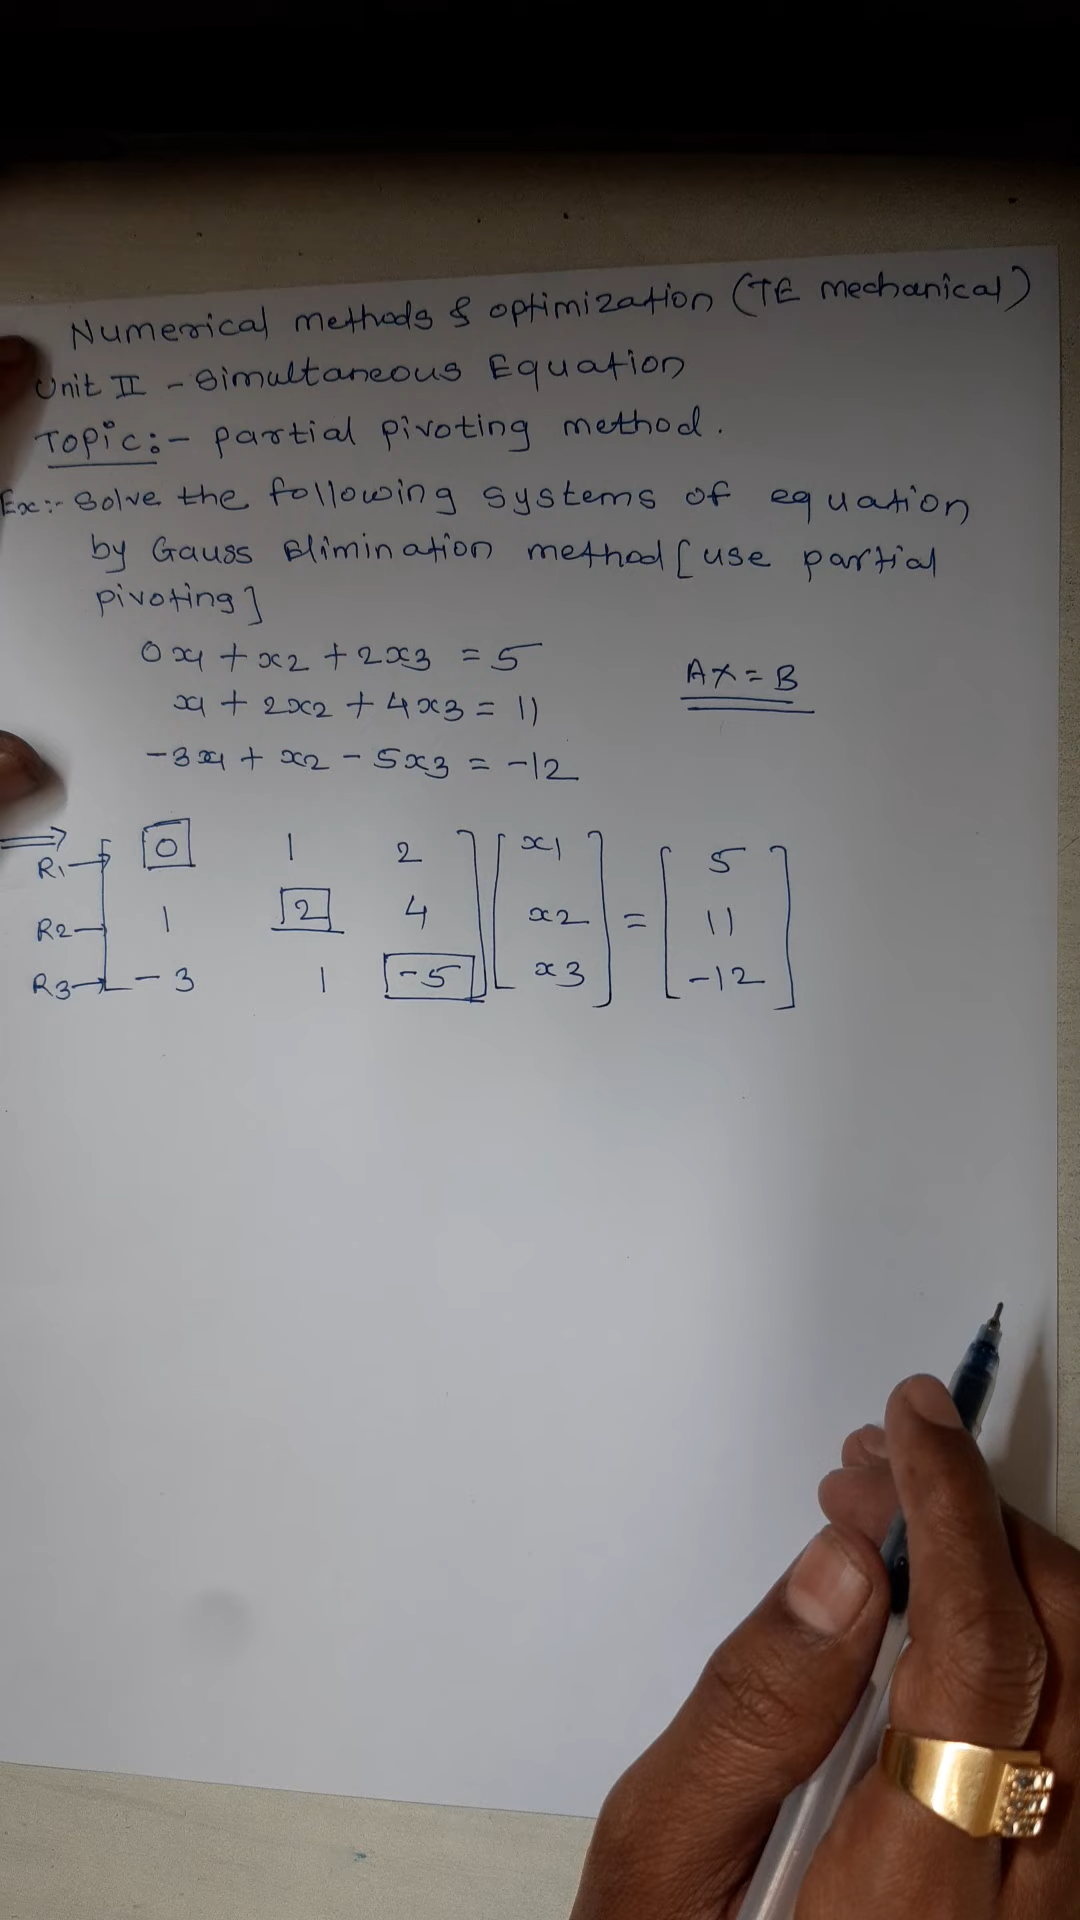 Numerical methods & optimization (TE mechanical)
Unit II - Simultaneous Equation
Topic:- partial pivoting method.
Ex:- Solve the following systems of equation
by Gauss Elimination method [use partial
pivoting]
0x1 + x2 + 2x3 = 5
AX = B
x1 + 2x2 + 4x3 = 11
-3x1 + x2 - 5x3 = -12
⇒
R1→ [ 0 1 2 ] [ x1 ] [ 5 ]
R2→ 1 2 4 x2 = 11
R3→ -3 1 -5 x3 -12